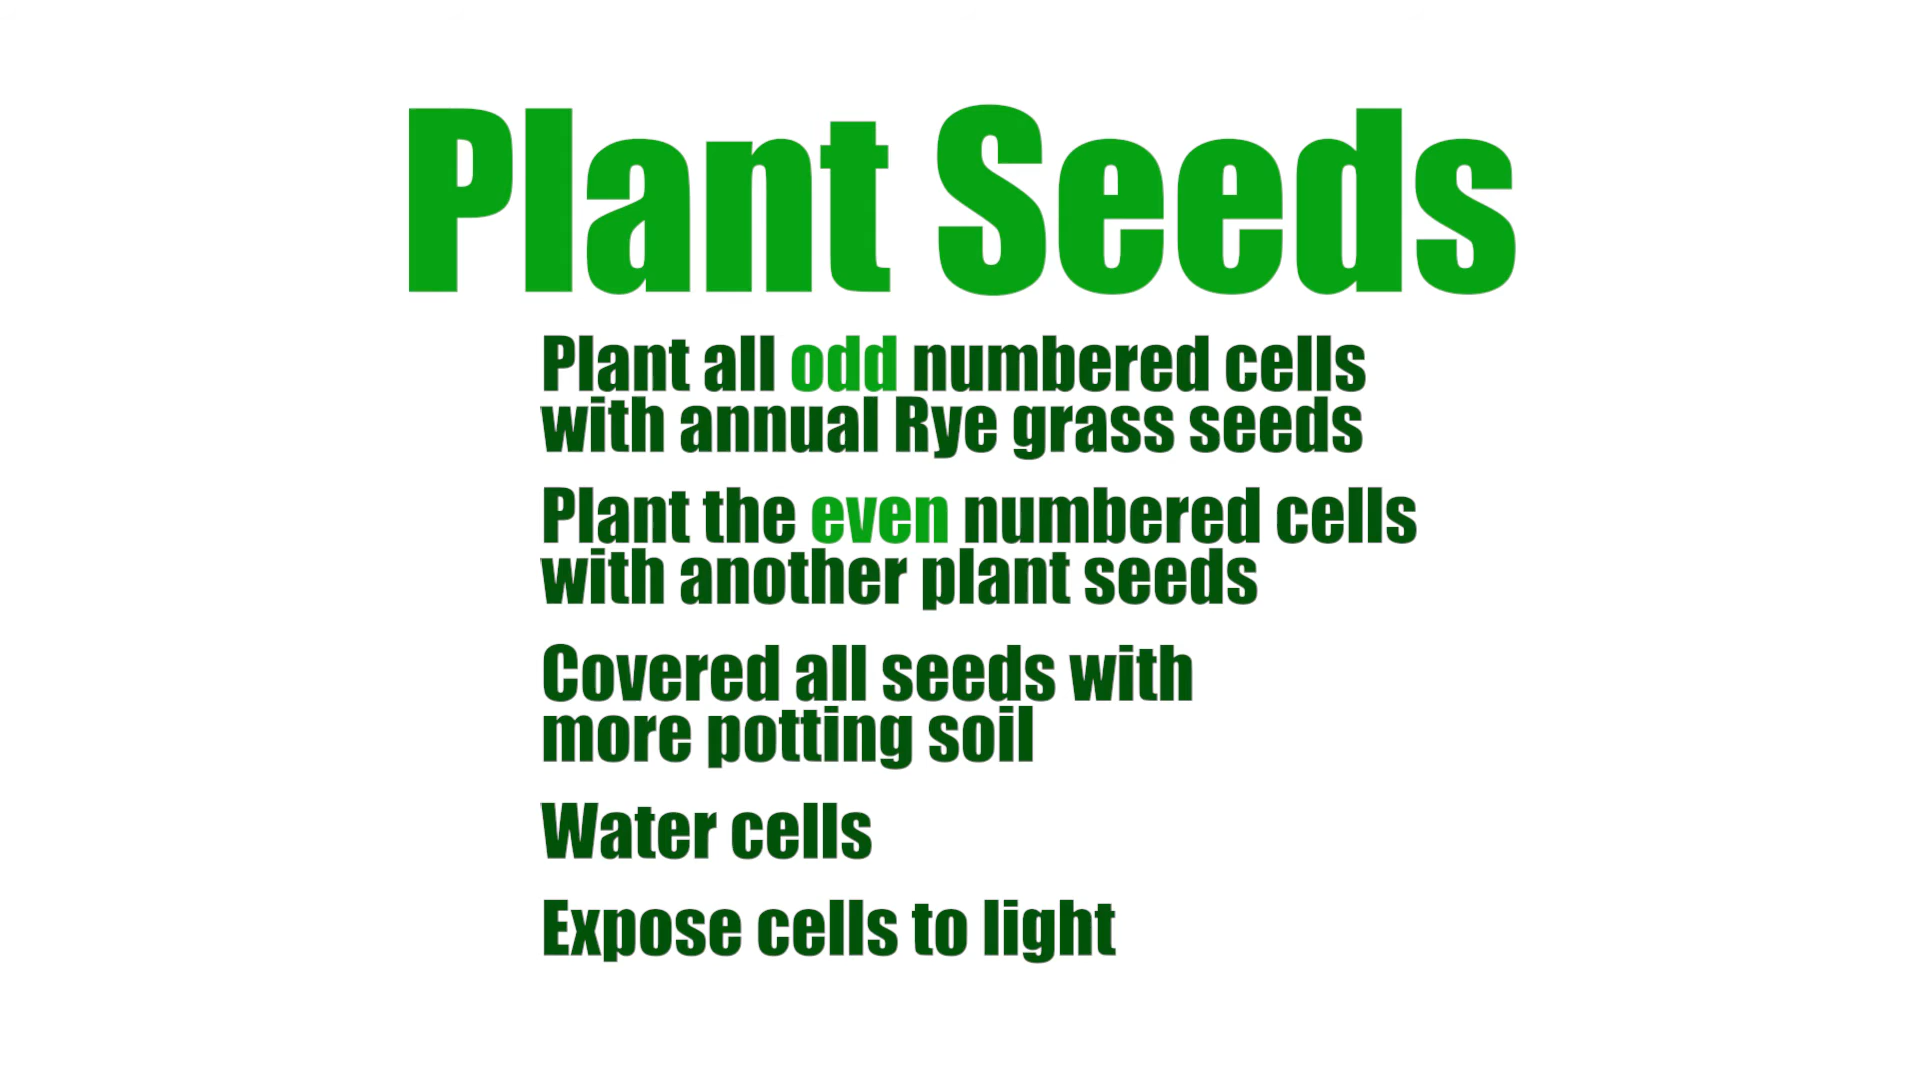 Plant Seeds
Plant all odd numbered cells
with annual Rye grass seeds
Plant the even numbered cells
with another plant seeds
Covered all seeds with
more potting soil
Water cells
Expose cells to light